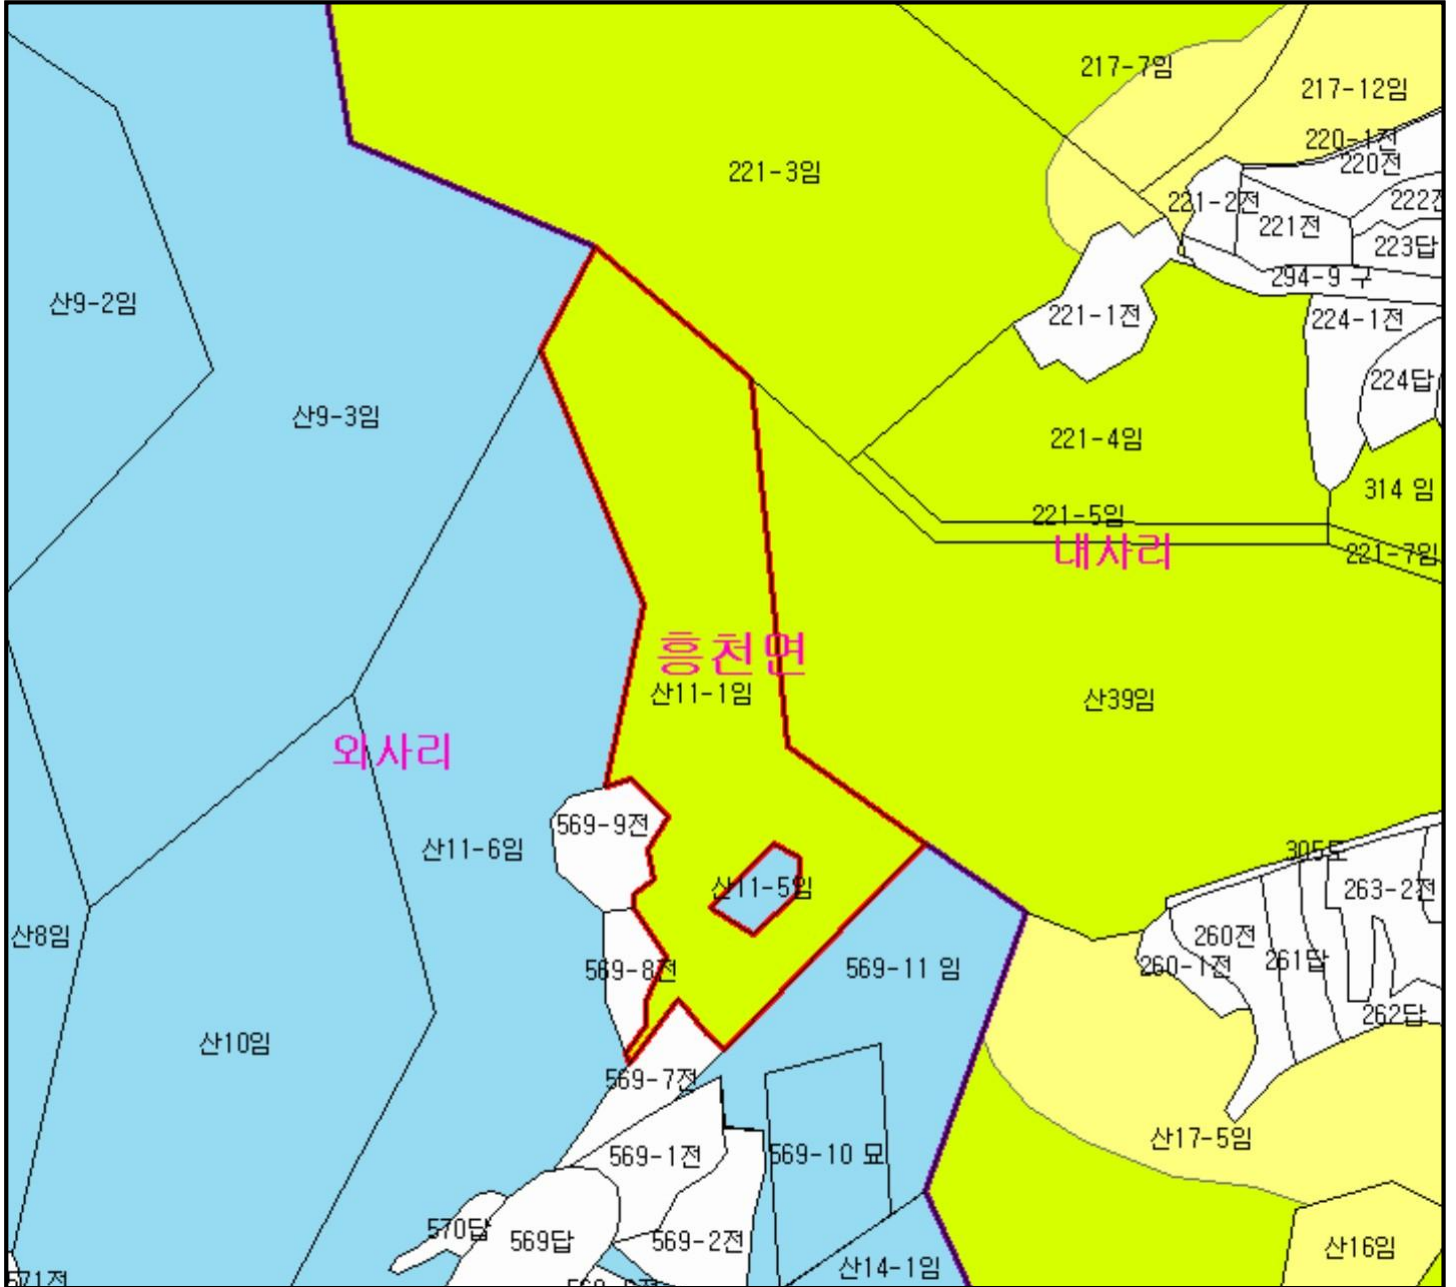 217-7임
217-12임
220-1전
220전
221-3임
221-2전
222전
221전
223답
294-9 구
산9-2임
221-1전
224-1전
224답
산9-3임
221-4임
314 임
221-5임
내사리
221-7임
흥천면
산11-1임
산39임
와사리
569-9전
산11-6임
305도
산11-5임
263-2전
산8임
260전
569-8전
569-11 임
260-1전
261답
262답
산10임
569-7전
산17-5임
569-1전
569-10 묘
570답
569답
569-2전
산16임
산14-1임
571전